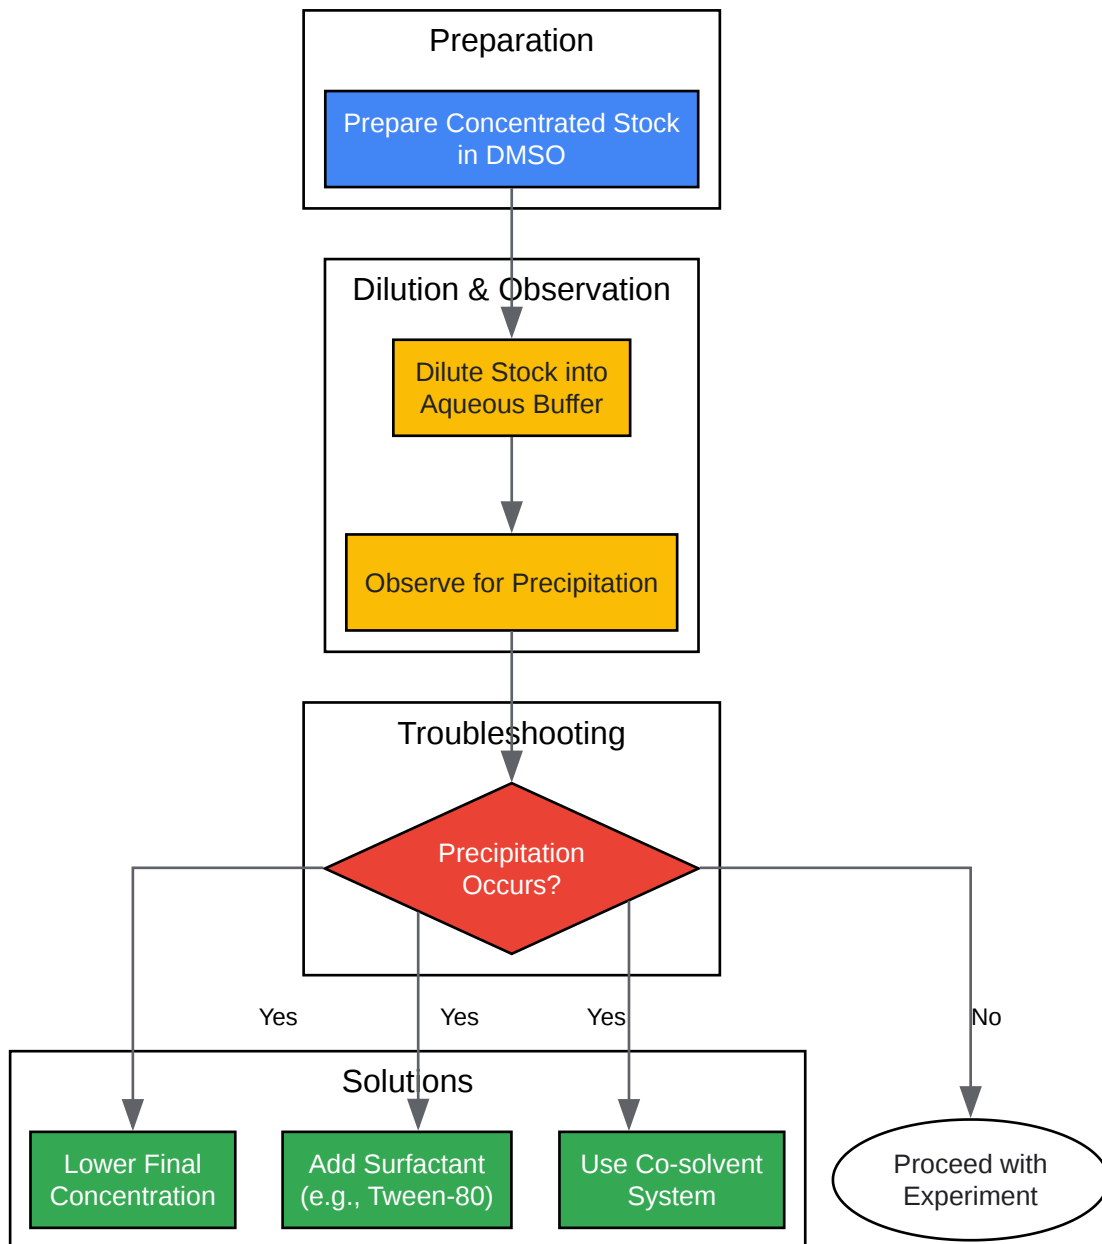 Preparation
Prepare Concentrated Stock
in DMSO
Dilution & Observation
Dilute Stock into
Aqueous Buffer
Observe for Precipitation
Troubleshooting
Precipitation
Occurs?
Yes
Yes
Yes
No
Solutions
Lower Final
Concentration
Add Surfactant
(e.g., Tween-80)
Use Co-solvent
System
Proceed with
Experiment